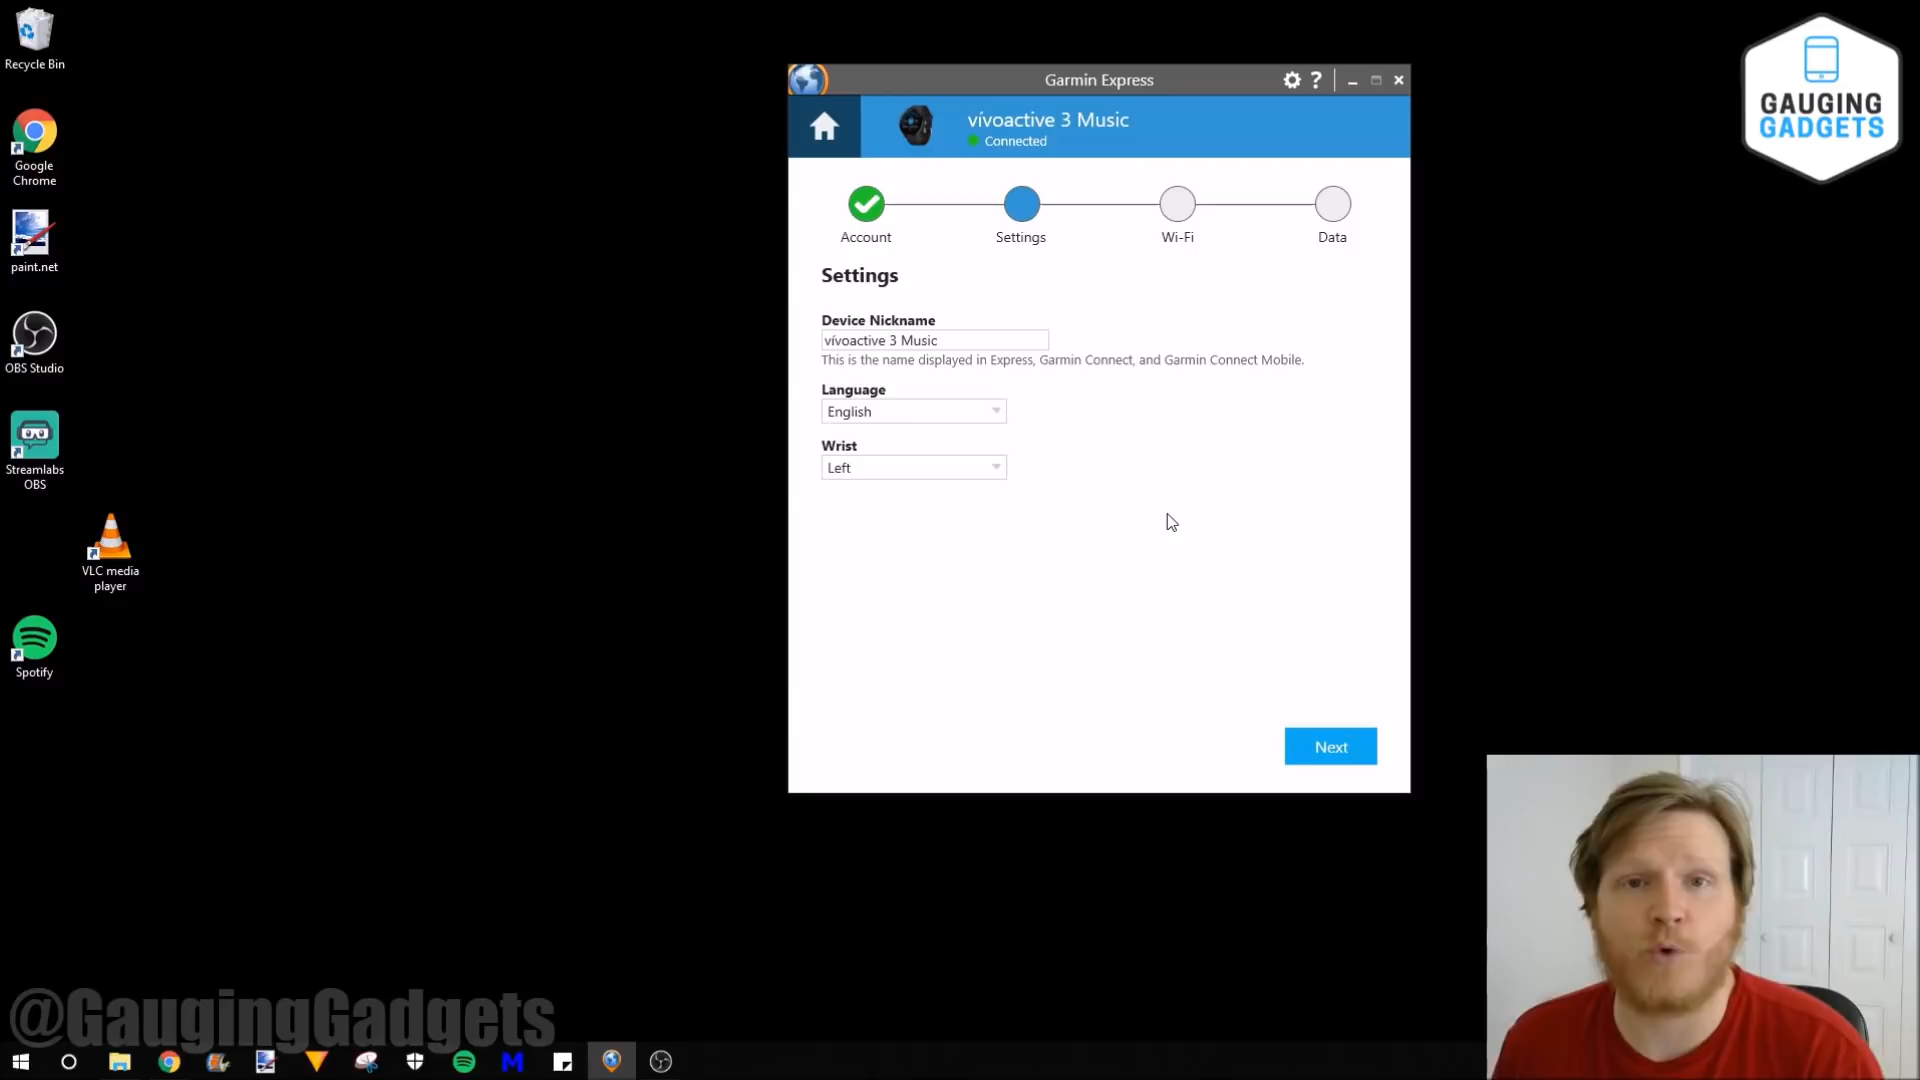 Recycle Bin
Google
Chrome
paint.net
OBS Studio
Streamlabs
OBS
VLC media
player
Spotify
Garmin Express
?
vívoactive 3 Music
Connected
Account
Settings
Wi-Fi
Data
Settings
Device Nickname
vívoactive 3 Music
This is the name displayed in Express, Garmin Connect, and Garmin Connect Mobile.
Language
English
Wrist
Left
Next
GAUGING
GADGETS
@GaugingGadgets
M